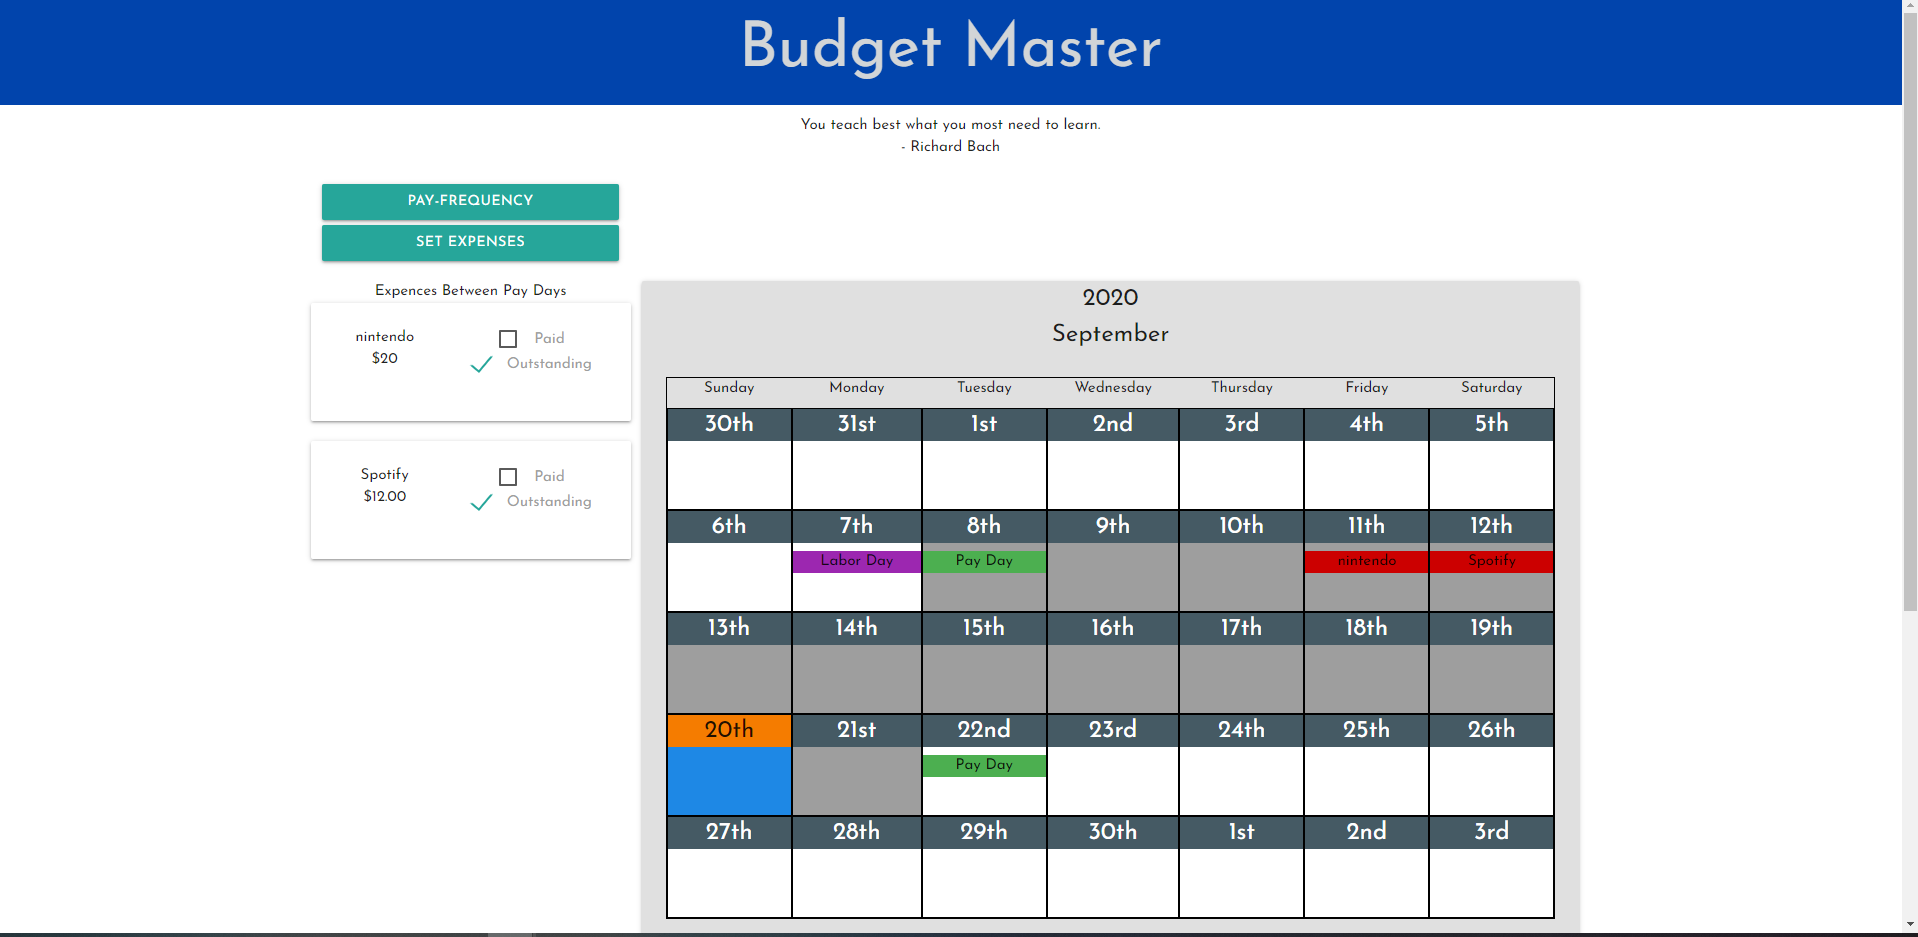 Budget Master
You teach best what you most need to learn.
- Richard Bach
PAY-FREQUENCY
SET EXPENSES
Expences Between Pay Days
nintendo
$20
Paid
Outstanding
Spotify
$12.00
Paid
Outstanding
2020
September
Sunday Monday Tuesday Wednesday Thursday Friday Saturday
30th 31st 1st 2nd 3rd 4th 5th
6th 7th 8th 9th 10th 11th 12th
Labor Day Pay Day nintendo Spotify
13th 14th 15th 16th 17th 18th 19th
20th 21st 22nd 23rd 24th 25th 26th
Pay Day
27th 28th 29th 30th 1st 2nd 3rd